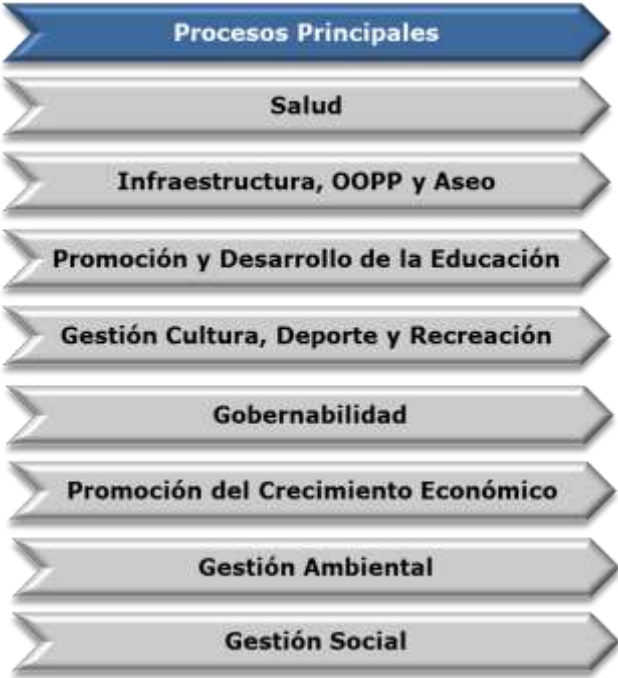 Procesos Principales
Salud
Infraestructura, OOPP y Aseo
Promoción y Desarrollo de la Educación
Gestión Cultura, Deporte y Recreación
Gobernabilidad
Promoción del Crecimiento Económico
Gestión Ambiental
Gestión Social